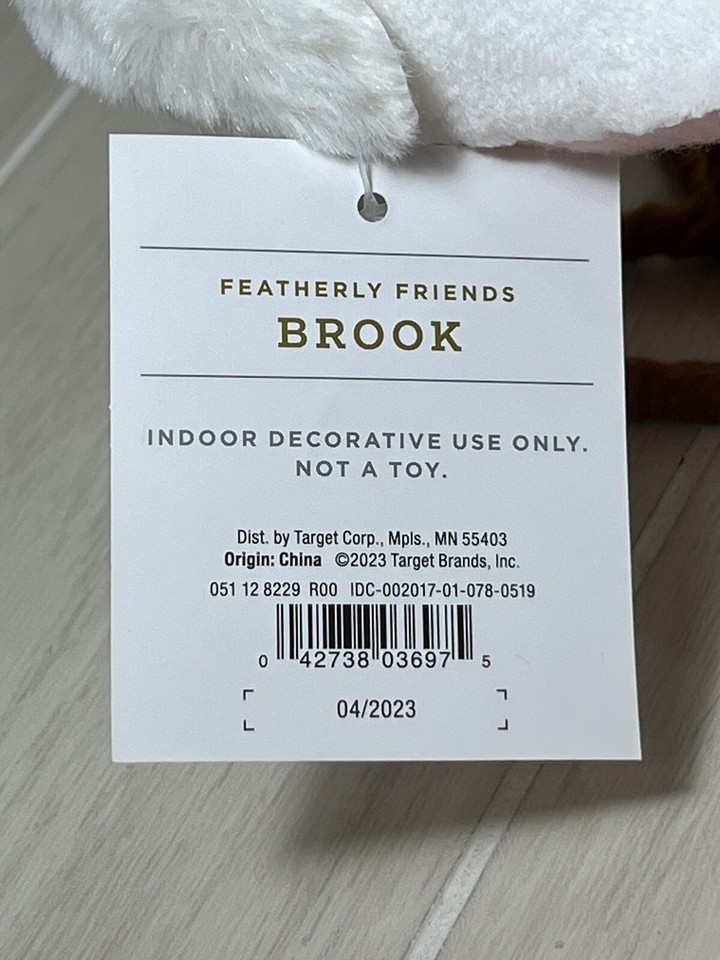 FEATHERLY FRIENDS
BROOK
INDOOR DECORATIVE USE ONLY.
NOT A TOY.
Dist. by Target Corp., Mpls., MN 55403
Origin: China ©2023 Target Brands, Inc.
051 12 8229 R00 IDC-002017-01-078-0519
0 42738 03697 5
04/2023